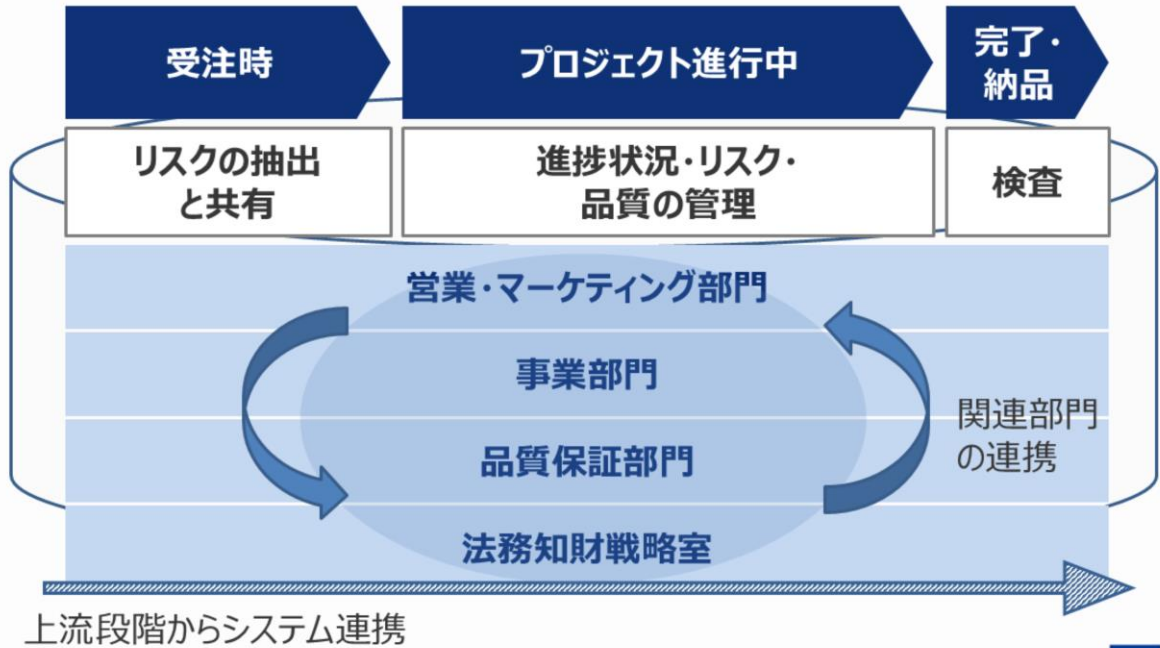 受注時
プロジェクト進行中
完了・
納品
リスクの抽出
と共有
進捗状況・リスク・
品質の管理
検査
営業・マーケティング部門
事業部門
品質保証部門
法務知財戦略室
関連部門
の連携
上流段階からシステム連携